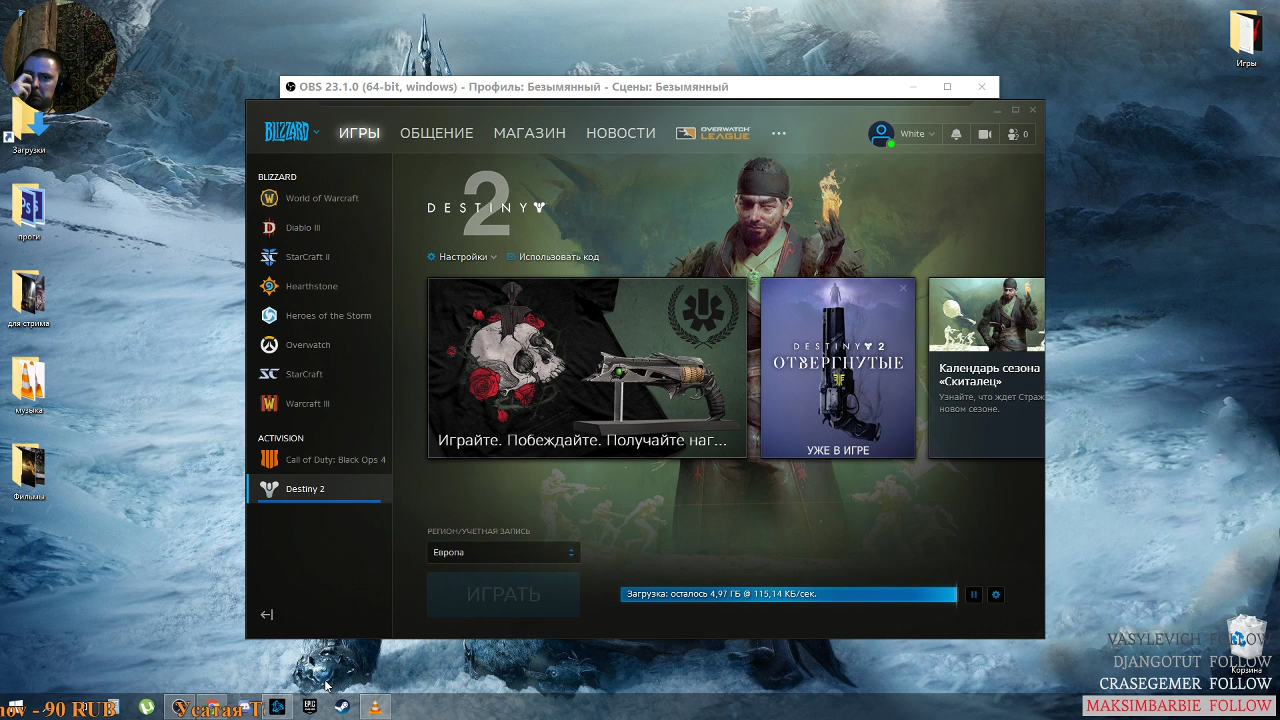 Игры
OBS 23.1.0 (64-bit, windows) - Профиль: Безымянный - Сцены: Безымянный
BLIZZARD
ИГРЫ
ОБЩЕНИЕ
МАГАЗИН
НОВОСТИ
OVERWATCH
LEAGUE
White
0
Загрузки
проги
для стрима
музыка
Фильмы
BLIZZARD
World of Warcraft
Diablo III
StarCraft II
Hearthstone
Heroes of the Storm
Overwatch
StarCraft
Warcraft III
ACTIVISION
Call of Duty: Black Ops 4
Destiny 2
DESTINY 2
Настройки
Использовать код
Играйте. Побеждайте. Получайте наг...
DESTINY 2
ОТВЕРГНУТЫЕ
УЖЕ В ИГРЕ
Календарь сезона
«Скиталец»
Узнайте, что ждет Страж
новом сезоне.
РЕГИОН/УЧЕТНАЯ ЗАПИСЬ
Европа
ИГРАТЬ
Загрузка: осталось 4,97 ГБ @ 115,14 КБ/сек.
Корзина
VASYLEVICH FOLLOW
DJANGOTUT FOLLOW
CRASEGEMER FOLLOW
MAKSIMBARBIE FOLLOW
nov - 90 RUB
Усатая Т
EPIC